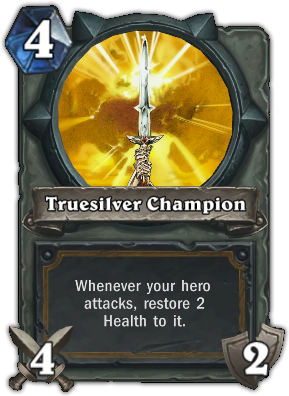 4
Truesilver Champion
Whenever your hero
attacks, restore 2
Health to it.
4
2